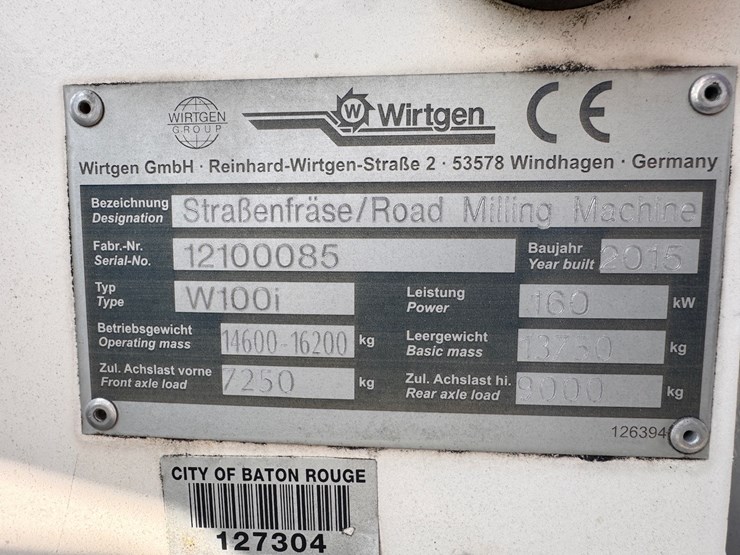 WIRTGEN
GROUP
W Wirtgen CE
Wirtgen GmbH · Reinhard-Wirtgen-Straße 2 · 53578 Windhagen · Germany
Bezeichnung
Designation
Straßenfräse/Road Milling Machine
Fabr.-Nr.
Serial-No.
12100085
Baujahr
Year built
2015
Typ
Type
W100i
Leistung
Power
160
kW
Betriebsgewicht
Operating mass
14600-16200
kg
Leergewicht
Basic mass
13750
kg
Zul. Achslast vorne
Front axle load
7250
kg
Zul. Achslast hi.
Rear axle load
9000
kg
126394
CITY OF BATON ROUGE
127304